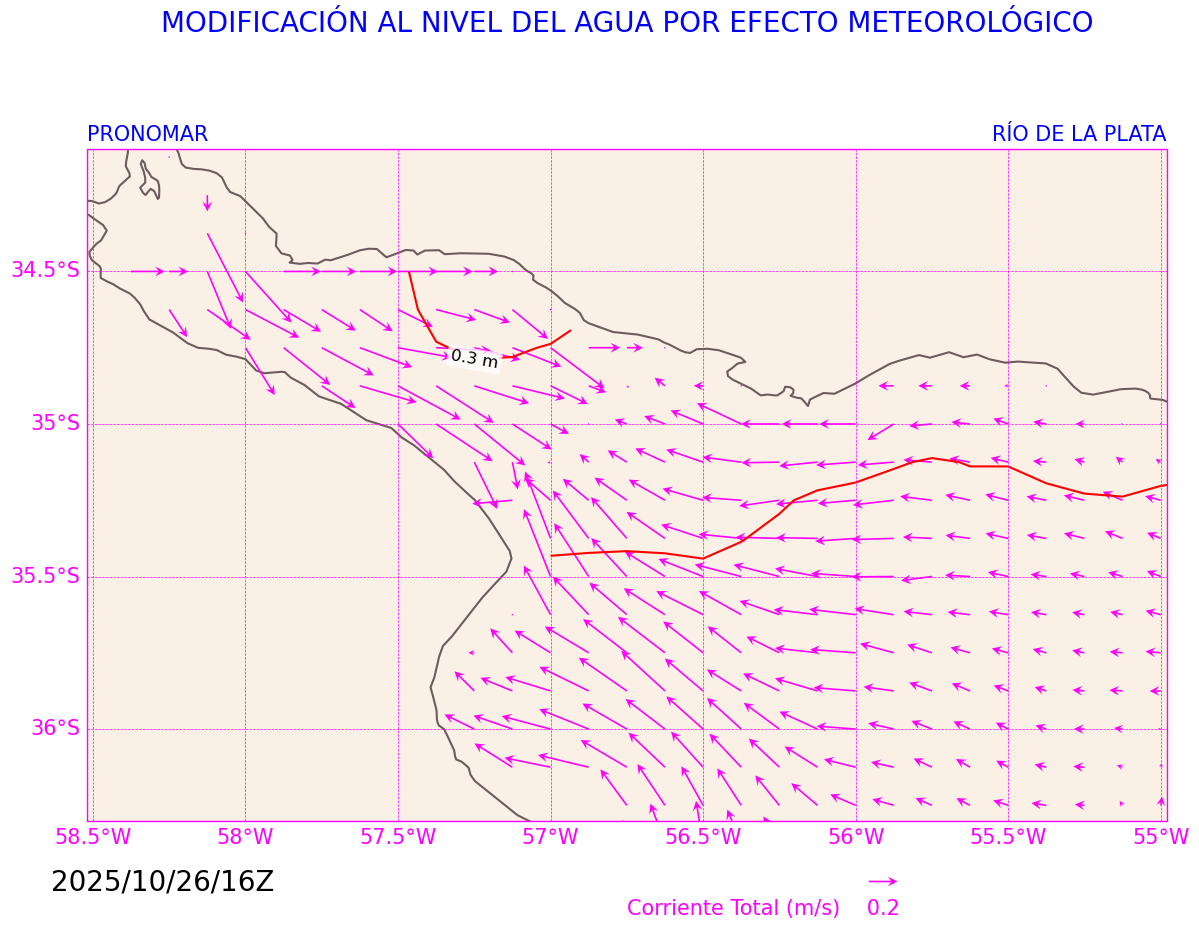 MODIFICACIÓN AL NIVEL DEL AGUA POR EFECTO METEOROLÓGICO
PRONOMAR
RÍO DE LA PLATA
34.5°S
0.3 m
35°S
35.5°S
36°S
58.5°W 58°W 57.5°W 57°W 56.5°W 56°W 55.5°W 55°W
2025/10/26/16Z
Corriente Total (m/s) 0.2